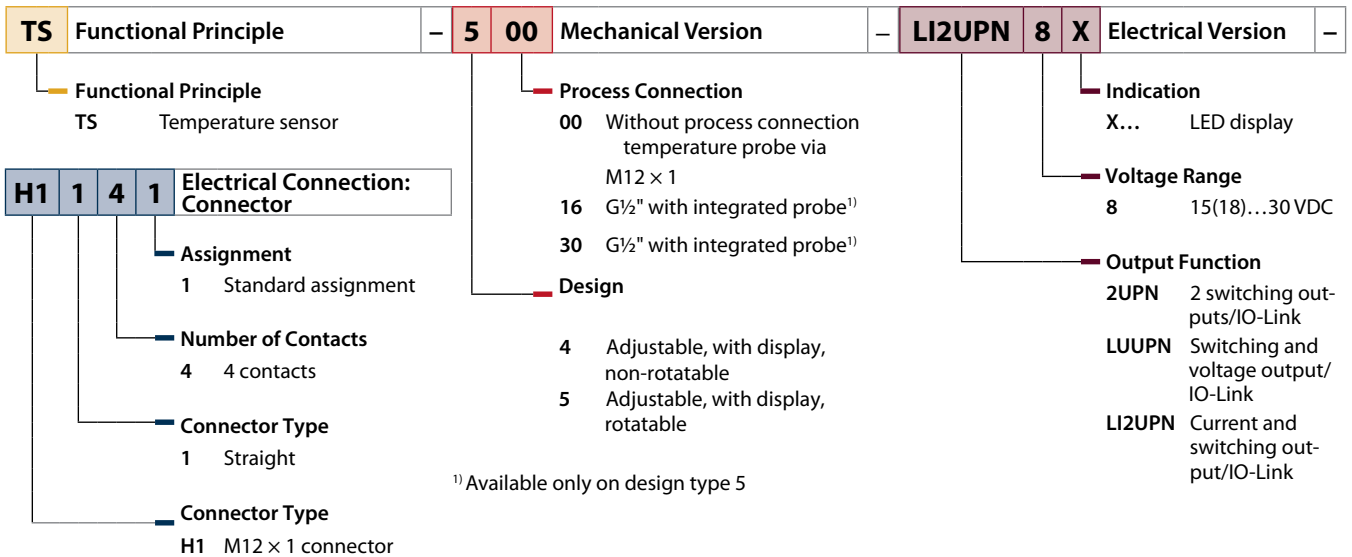 TS Functional Principle – 5 00 Mechanical Version – LI2UPN 8 X Electrical Version –
Functional Principle
TS Temperature sensor
H1 1 4 1 Electrical Connection:
Connector
Assignment
1 Standard assignment
Number of Contacts
4 4 contacts
Connector Type
1 Straight
Connector Type
H1 M12 × 1 connector
Process Connection
00 Without process connection
temperature probe via
M12 × 1
16 G½" with integrated probe1)
30 G½" with integrated probe1)
Design
4 Adjustable, with display,
non-rotatable
5 Adjustable, with display,
rotatable
1) Available only on design type 5
Indication
X... LED display
Voltage Range
8 15(18)...30 VDC
Output Function
2UPN 2 switching out-
puts/IO-Link
LUUPN Switching and
voltage output/
IO-Link
LI2UPN Current and
switching out-
put/IO-Link